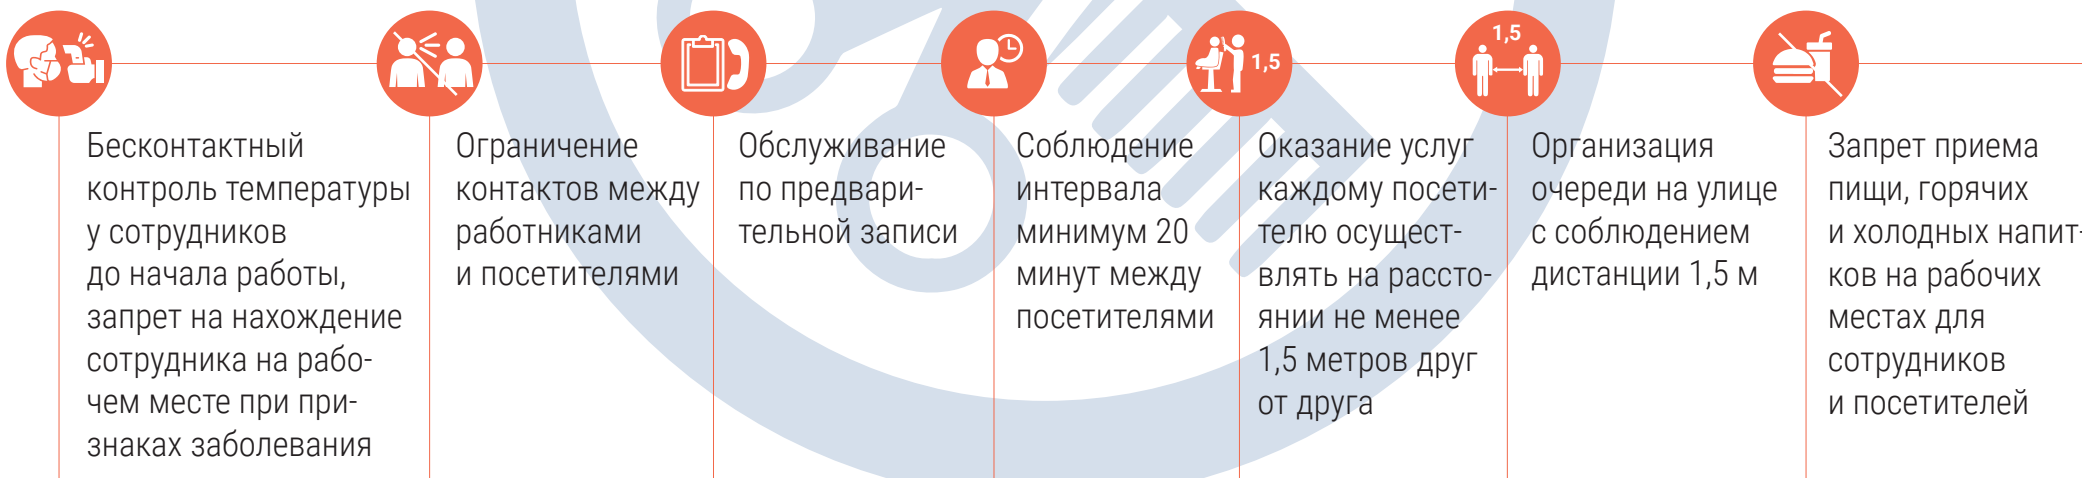 Бесконтактный
контроль температуры
у сотрудников
до начала работы,
запрет на нахождение
сотрудника на рабо-
чем месте при при-
знаках заболевания
Ограничение
контактов между
работниками
и посетителями
Обслуживание
по предвари-
тельной записи
Соблюдение
интервала
минимум 20
минут между
посетителями
1,5
Оказание услуг
каждому посети-
телю осущест-
влять на рассто-
янии не менее
1,5 метров друг
от друга
1,5
Организация
очереди на улице
с соблюдением
дистанции 1,5 м
Запрет приема
пищи, горячих
и холодных напит-
ков на рабочих
местах для
сотрудников
и посетителей